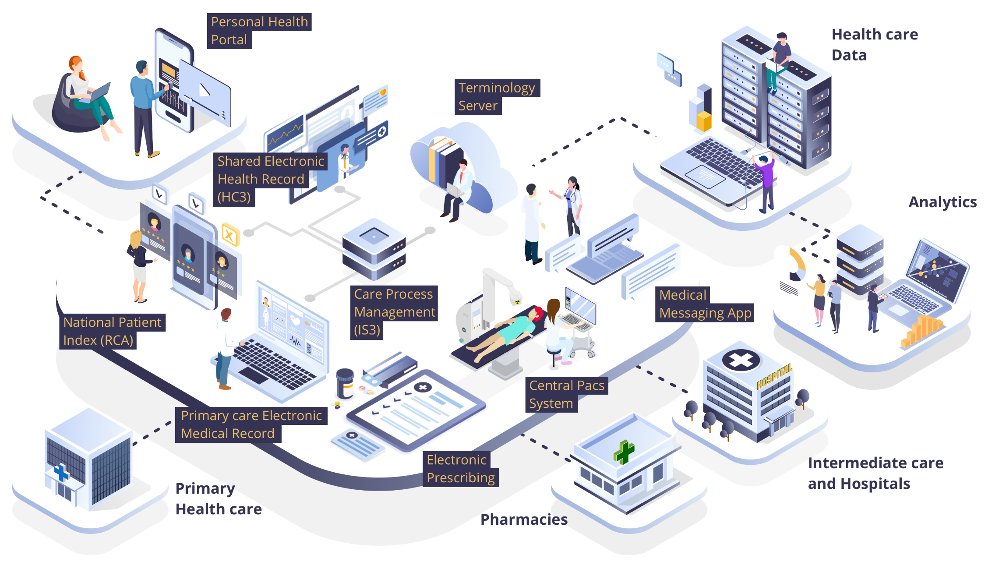 Personal Health
Portal
Health care
Data
Terminology
Server
Shared Electronic
Health Record
(HC3)
Analytics
Care Process
Management
(IS3)
Medical
Messaging App
National Patient
Index (RCA)
HOSPITAL
Central Pacs
System
Primary care Electronic
Medical Record
Electronic
Prescribing
Intermediate care
and Hospitals
Primary
Health care
Pharmacies